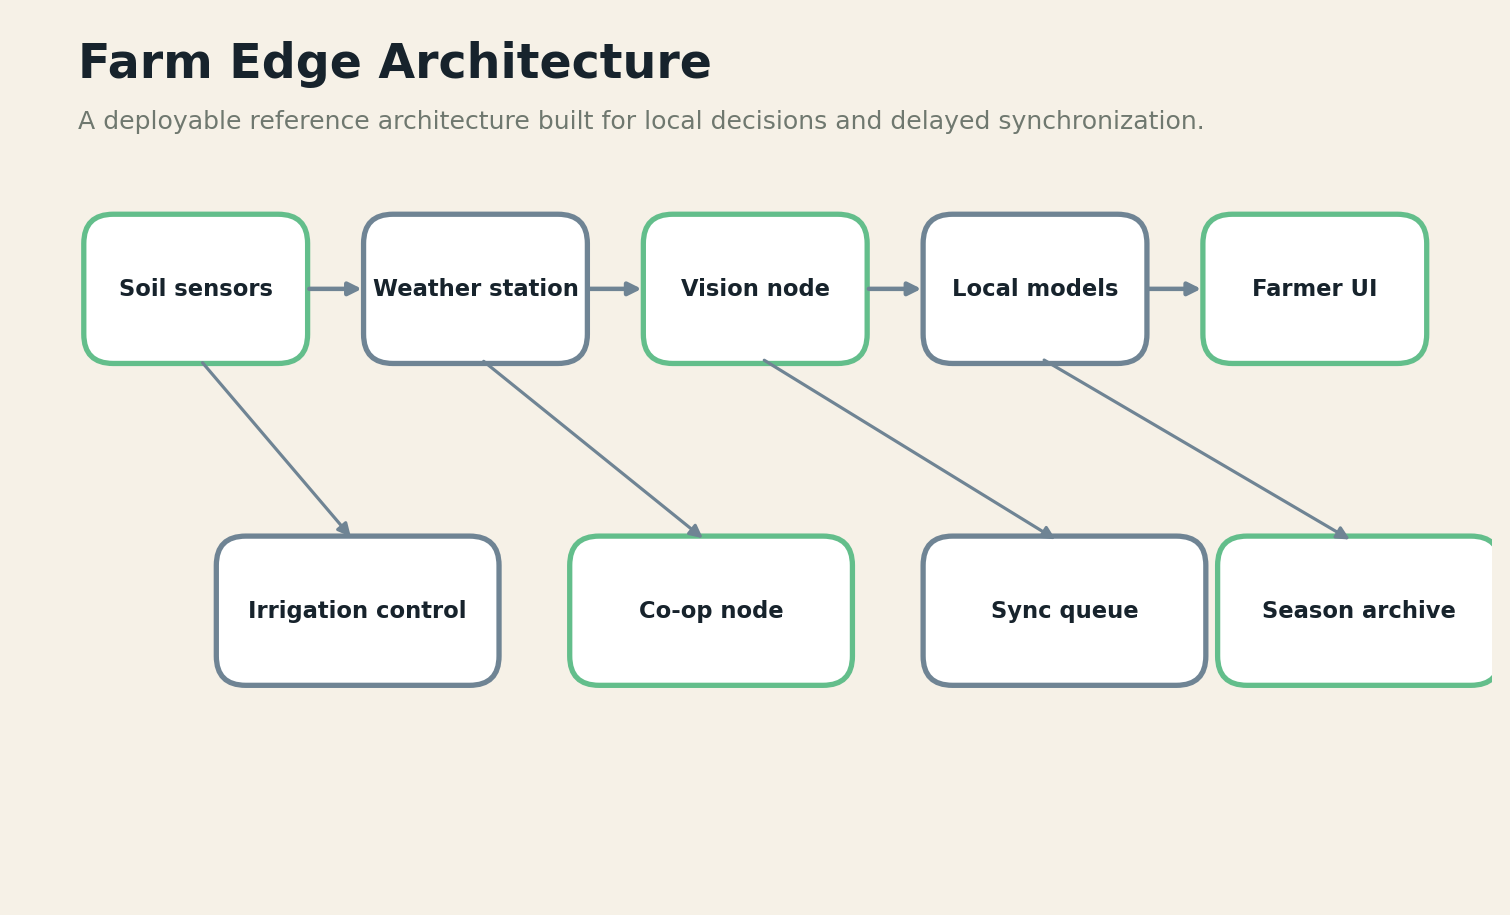 Farm Edge Architecture
A deployable reference architecture built for local decisions and delayed synchronization.
Soil sensors
Weather station
Vision node
Local models
Farmer UI
Irrigation control
Co-op node
Sync queue
Season archive